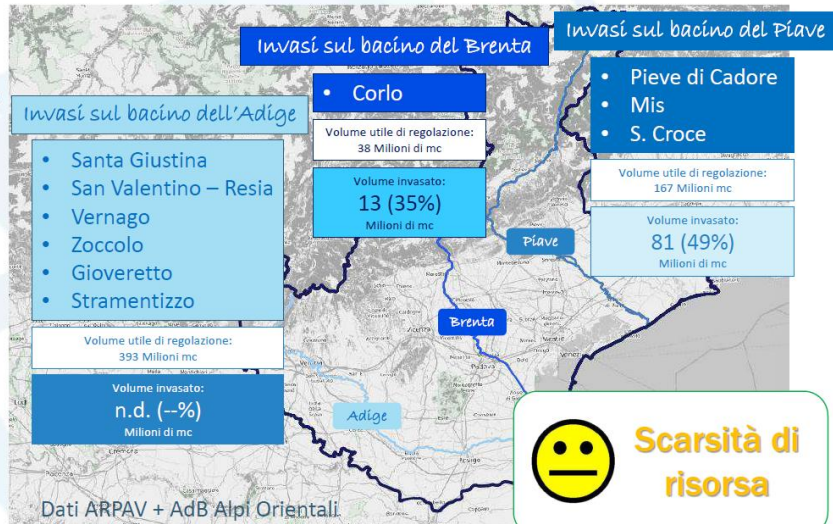 Invasi sul bacino dell'Adige
• Santa Giustina
• San Valentino – Resia
• Vernago
• Zoccolo
• Gioveretto
• Stramentizzo
Volume utile di regolazione:
393 Milioni mc
Volume invasato:
n.d. (--%)
Milioni di mc
Invasi sul bacino del Brenta
• Corlo
Volume utile di regolazione:
38 Milioni di mc
Volume invasato:
13 (35%)
Milioni di mc
Invasi sul bacino del Piave
• Pieve di Cadore
• Mis
• S. Croce
Volume utile di regolazione:
167 Milioni mc
Volume invasato:
81 (49%)
Milioni di mc
Piave
Brenta
Adige
Padova
Scarsità di
risorsa
Dati ARPAV + AdB Alpi Orientali